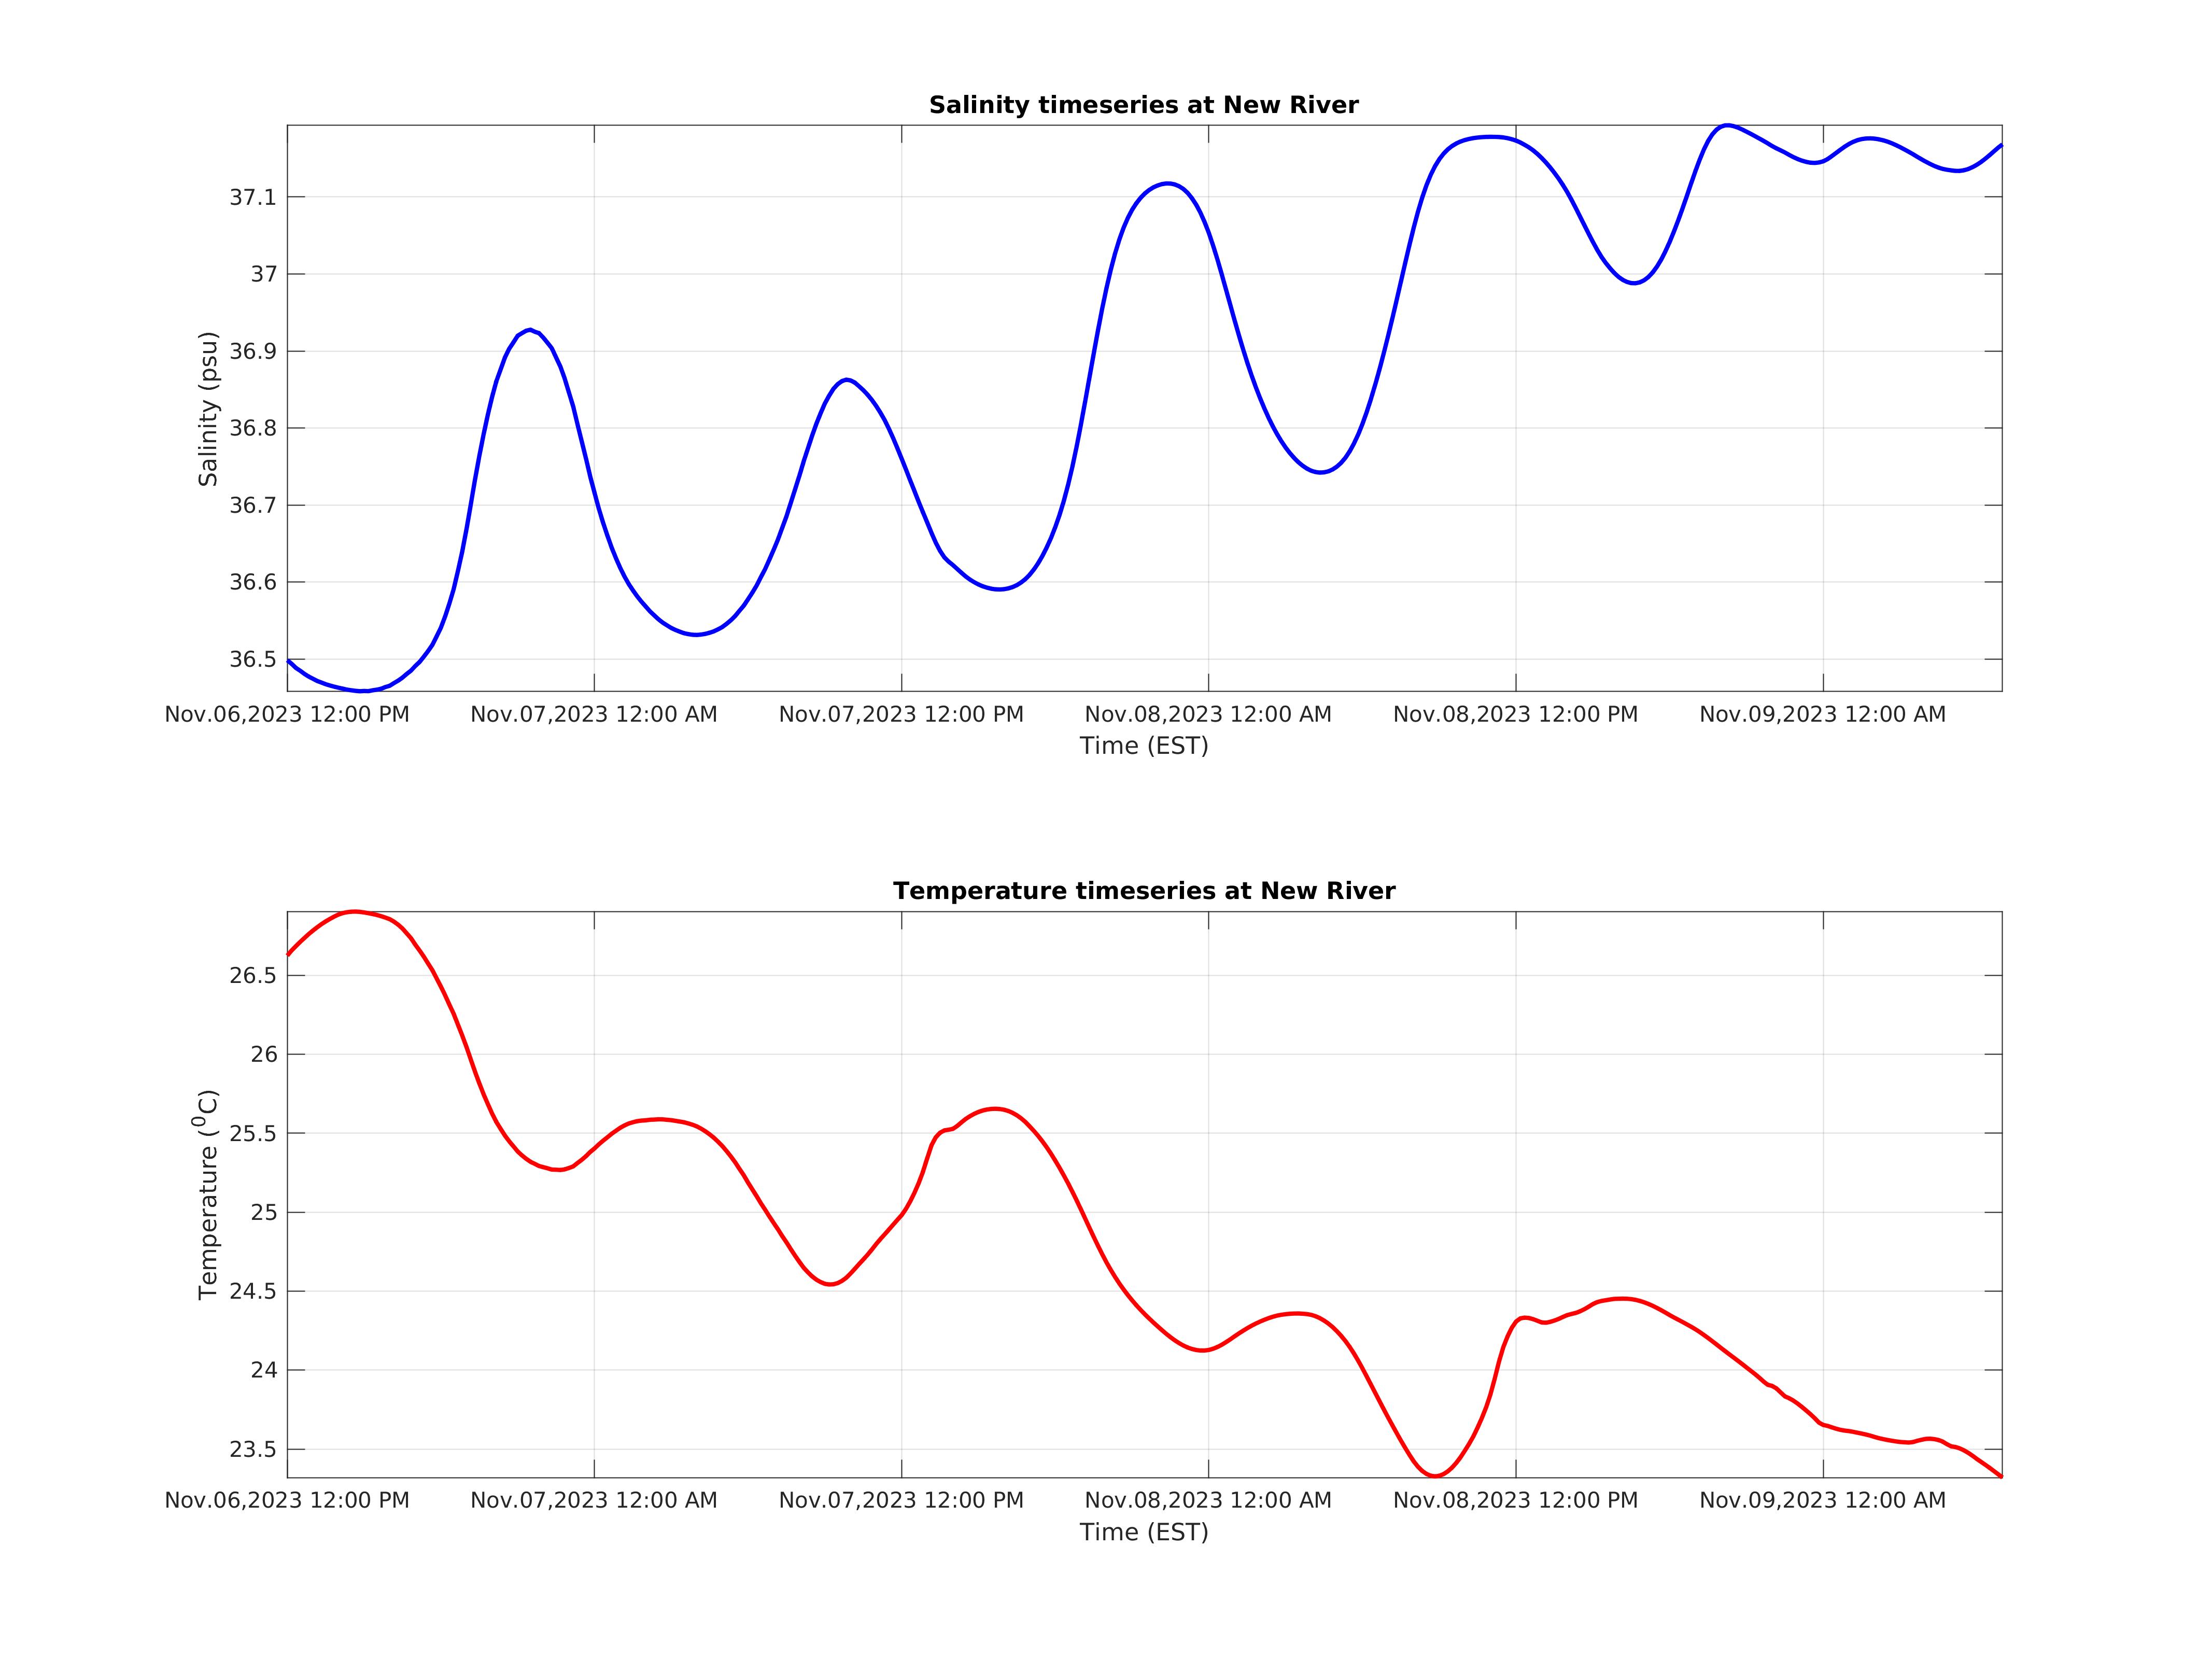 Salinity timeseries at New River
Salinity (psu)
37.1
37
36.9
36.8
36.7
36.6
36.5
Nov.06,2023 12:00 PM Nov.07,2023 12:00 AM Nov.07,2023 12:00 PM Nov.08,2023 12:00 AM Nov.08,2023 12:00 PM Nov.09,2023 12:00 AM
Time (EST)
Temperature timeseries at New River
Temperature (⁰C)
26.5
26
25.5
25
24.5
24
23.5
Nov.06,2023 12:00 PM Nov.07,2023 12:00 AM Nov.07,2023 12:00 PM Nov.08,2023 12:00 AM Nov.08,2023 12:00 PM Nov.09,2023 12:00 AM
Time (EST)